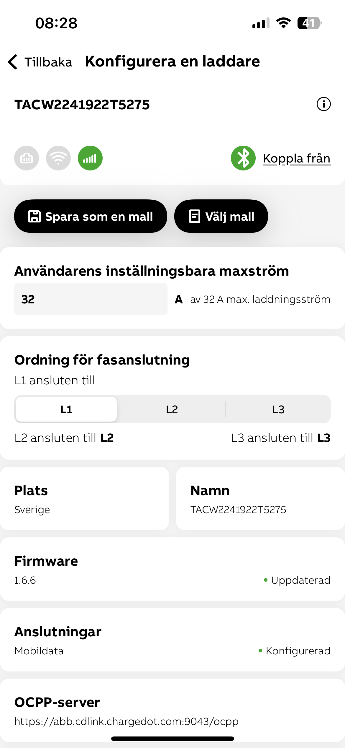 08:28
41
Tillbaka Konfigurera en laddare
TACW2241922T5275
Koppla från
Spara som en mall Välj mall
Användarens inställningsbara maxström
32 A av 32 A max. laddningsström
Ordning för fasanslutning
L1 ansluten till
L1 L2 L3
L2 ansluten till L2 L3 ansluten till L3
Plats Namn
Sverige TACW2241922T5275
Firmware
1.6.6 • Uppdaterad
Anslutningar
Mobildata • Konfigurerad
OCPP-server
https://abb.cdlink.chargedot.com:9043/ocpp